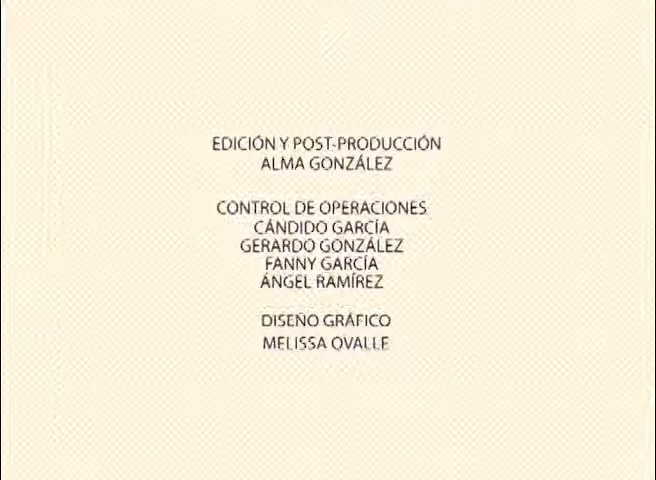 EDICIÓN Y POST-PRODUCCIÓN
ALMA GONZÁLEZ
CONTROL DE OPERACIONES
CÁNDIDO GARCÍA
GERARDO GONZÁLEZ
FANNY GARCÍA
ÁNGEL RAMÍREZ
DISEÑO GRÁFICO
MELISSA OVALLE